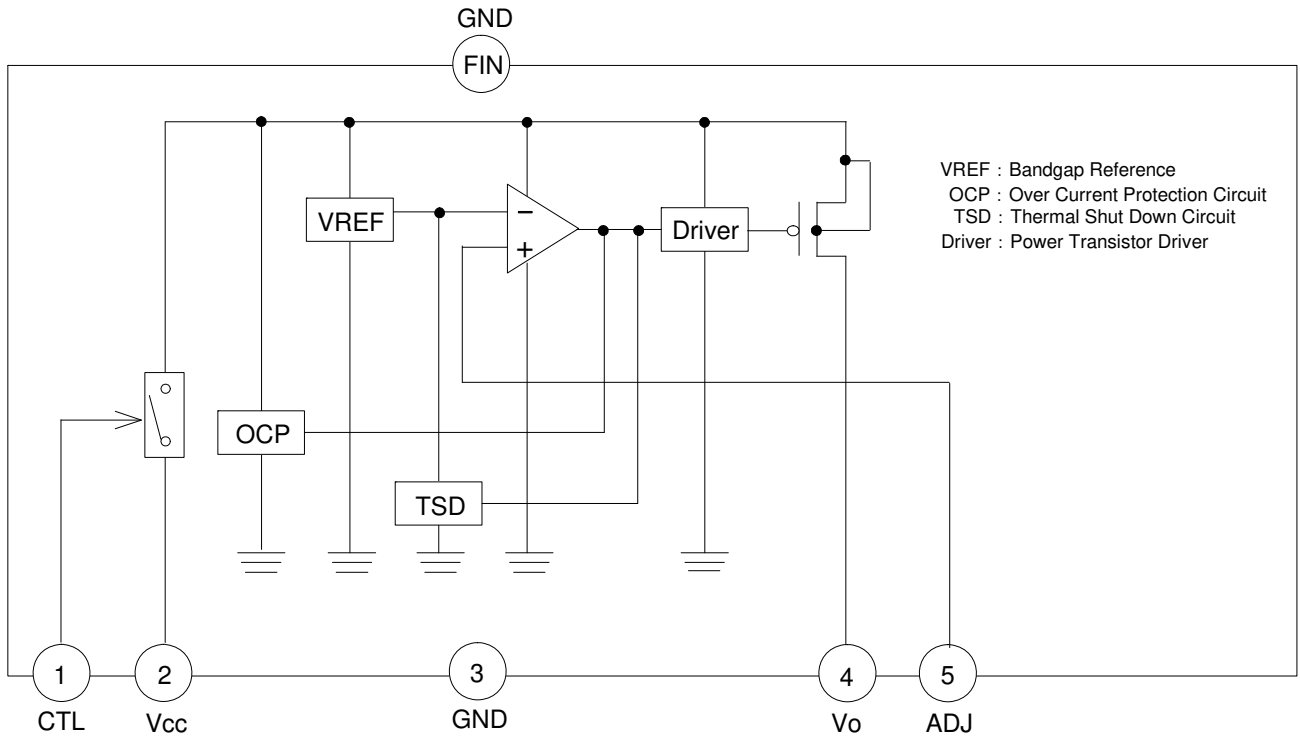 GND
FIN
VREF : Bandgap Reference
OCP : Over Current Protection Circuit
TSD : Thermal Shut Down Circuit
Driver : Power Transistor Driver
VREF
−
+
Driver
OCP
TSD
1
2
3
4
5
CTL
Vcc
GND
Vo
ADJ